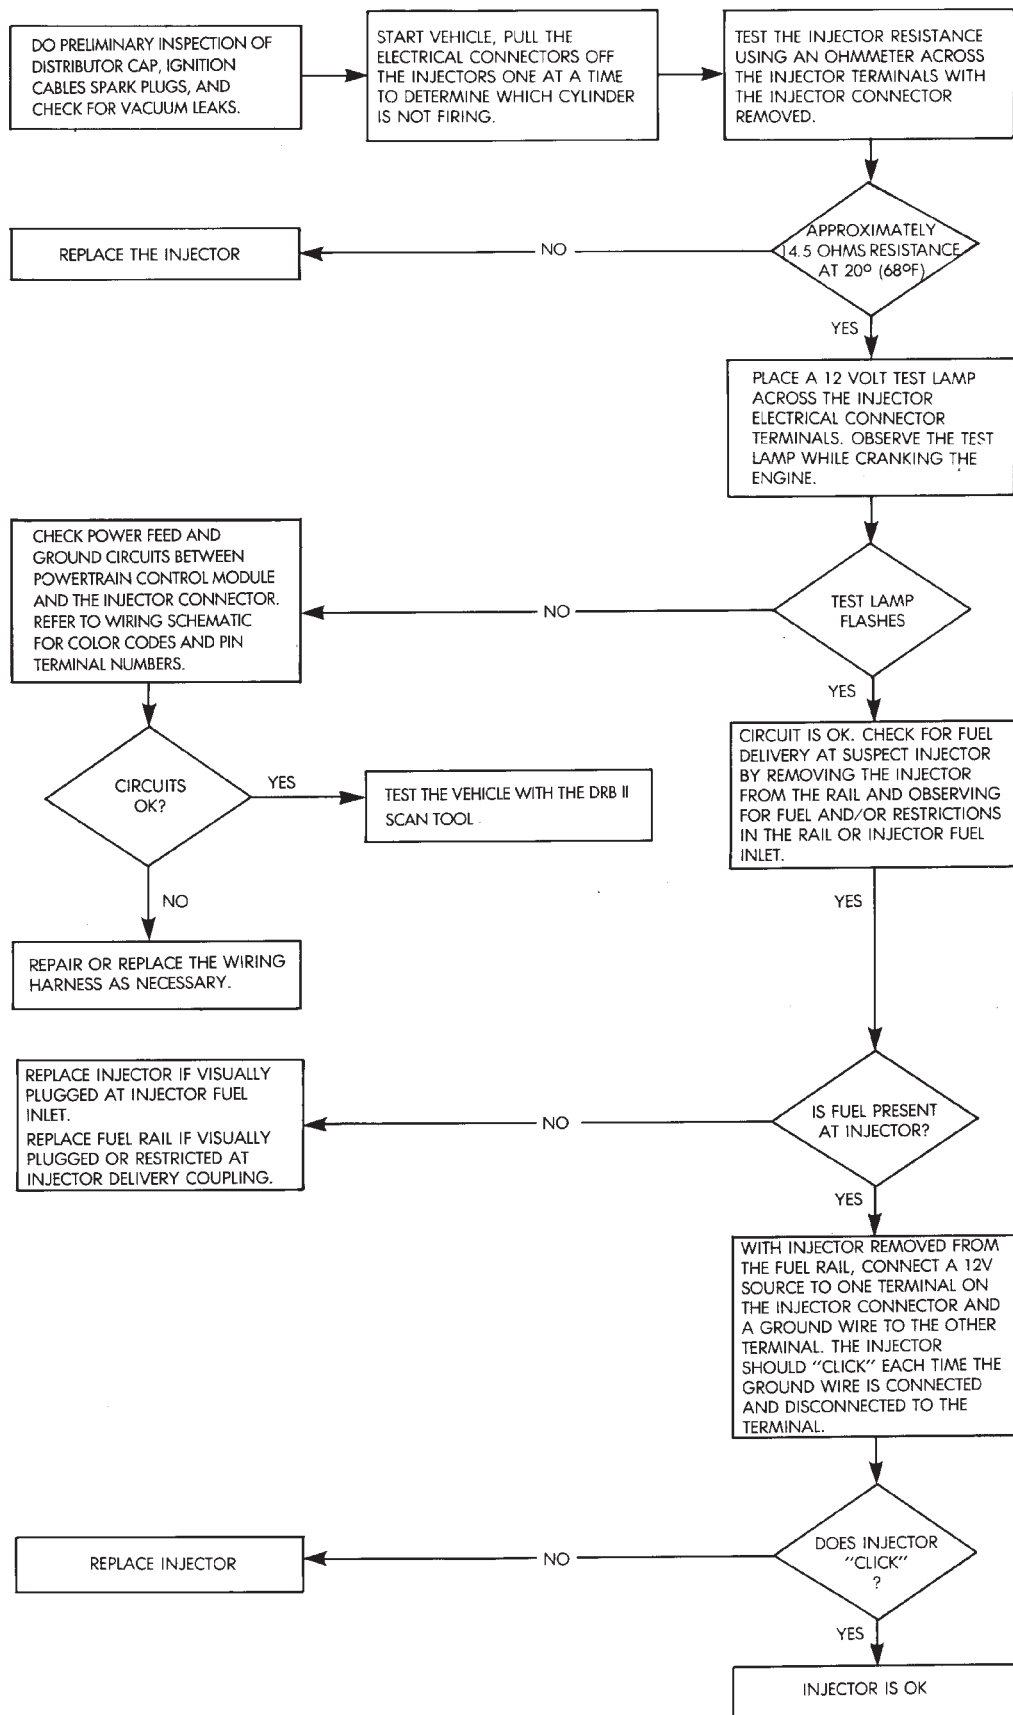 DO PRELIMINARY INSPECTION OF
DISTRIBUTOR CAP, IGNITION
CABLES SPARK PLUGS, AND
CHECK FOR VACUUM LEAKS.
START VEHICLE, PULL THE
ELECTRICAL CONNECTORS OFF
THE INJECTORS ONE AT A TIME
TO DETERMINE WHICH CYLINDER
IS NOT FIRING.
TEST THE INJECTOR RESISTANCE
USING AN OHMMETER ACROSS
THE INJECTOR TERMINALS WITH
THE INJECTOR CONNECTOR
REMOVED.
APPROXIMATELY
14.5 OHMS RESISTANCE
AT 20° (68°F)
NO
REPLACE THE INJECTOR
YES
PLACE A 12 VOLT TEST LAMP
ACROSS THE INJECTOR
ELECTRICAL CONNECTOR
TERMINALS. OBSERVE THE TEST
LAMP WHILE CRANKING THE
ENGINE.
TEST LAMP
FLASHES
NO
CHECK POWER FEED AND
GROUND CIRCUITS BETWEEN
POWERTRAIN CONTROL MODULE
AND THE INJECTOR CONNECTOR.
REFER TO WIRING SCHEMATIC
FOR COLOR CODES AND PIN
TERMINAL NUMBERS.
CIRCUITS
OK?
YES
TEST THE VEHICLE WITH THE DRB II
SCAN TOOL
NO
REPAIR OR REPLACE THE WIRING
HARNESS AS NECESSARY.
YES
CIRCUIT IS OK. CHECK FOR FUEL
DELIVERY AT SUSPECT INJECTOR
BY REMOVING THE INJECTOR
FROM THE RAIL AND OBSERVING
FOR FUEL AND/OR RESTRICTIONS
IN THE RAIL OR INJECTOR FUEL
INLET.
YES
IS FUEL PRESENT
AT INJECTOR?
NO
REPLACE INJECTOR IF VISUALLY
PLUGGED AT INJECTOR FUEL
INLET.
REPLACE FUEL RAIL IF VISUALLY
PLUGGED OR RESTRICTED AT
INJECTOR DELIVERY COUPLING.
YES
WITH INJECTOR REMOVED FROM
THE FUEL RAIL, CONNECT A 12V
SOURCE TO ONE TERMINAL ON
THE INJECTOR CONNECTOR AND
A GROUND WIRE TO THE OTHER
TERMINAL. THE INJECTOR
SHOULD "CLICK" EACH TIME THE
GROUND WIRE IS CONNECTED
AND DISCONNECTED TO THE
TERMINAL.
DOES INJECTOR
"CLICK"
?
NO
REPLACE INJECTOR
YES
INJECTOR IS OK